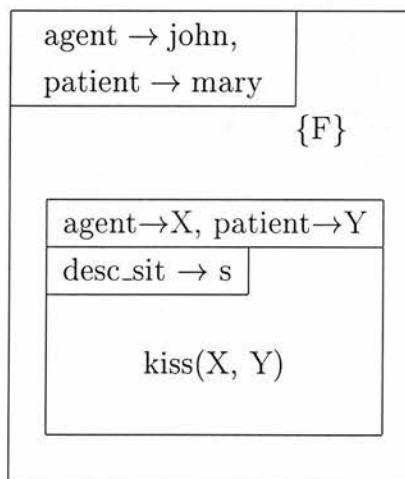 agent → john,
patient → mary
{F}
agent→X, patient→Y
desc_sit → s
kiss(X, Y)